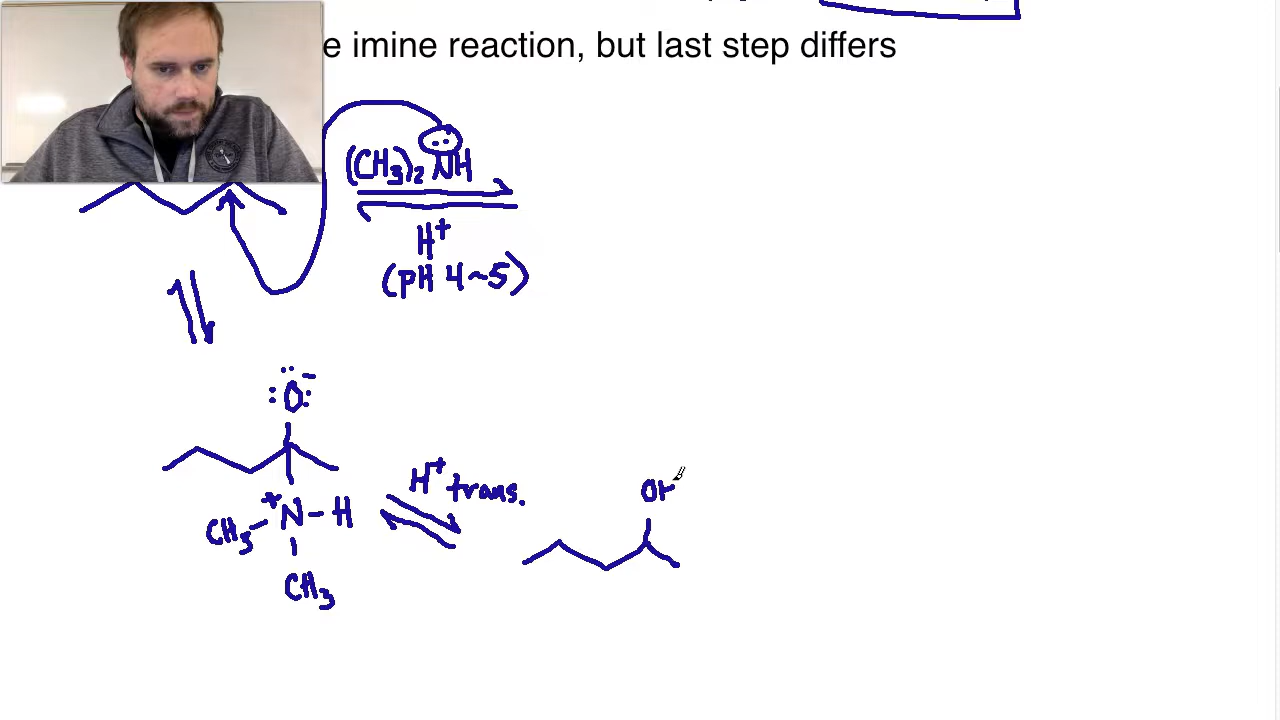 e imine reaction, but last step differs
(CH3)2 NH
H+
(pH 4~5)
:O:-
H+ trans.
OH
+
CH3-N-H
CH3